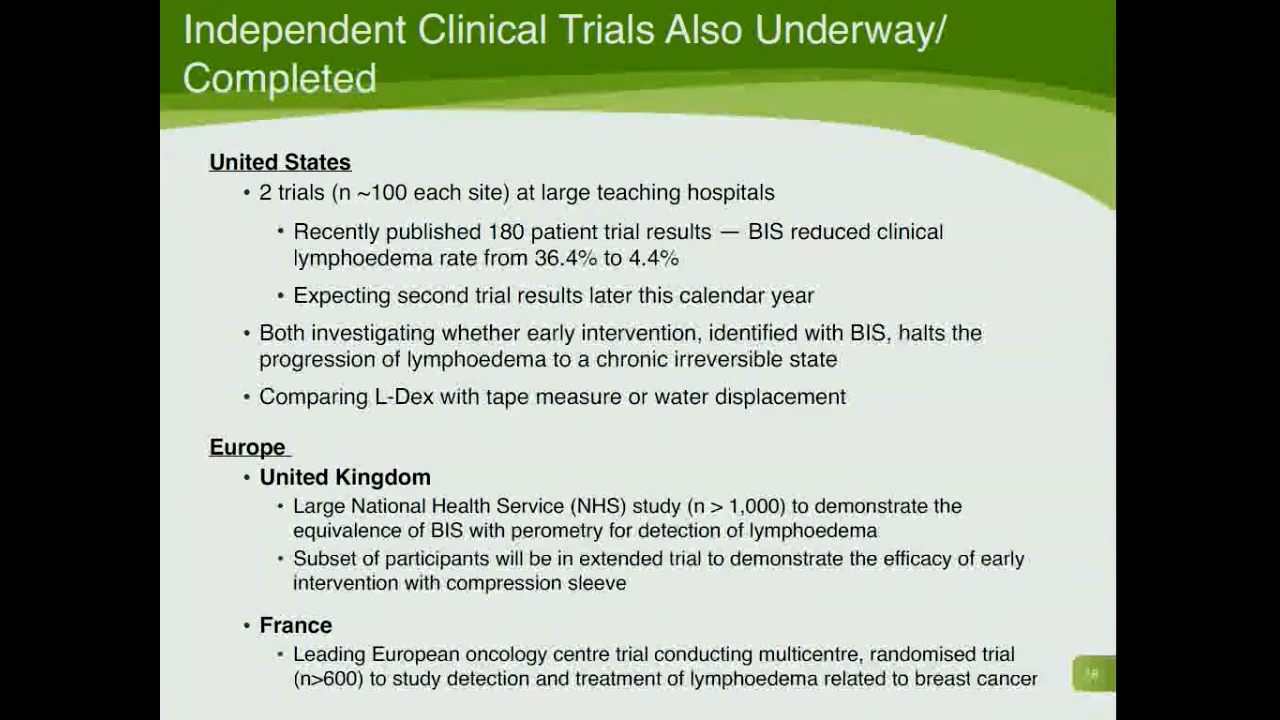 Independent Clinical Trials Also Underway/
Completed
United States
• 2 trials (n ~100 each site) at large teaching hospitals
• Recently published 180 patient trial results — BIS reduced clinical
lymphoedema rate from 36.4% to 4.4%
• Expecting second trial results later this calendar year
• Both investigating whether early intervention, identified with BIS, halts the
progression of lymphoedema to a chronic irreversible state
• Comparing L-Dex with tape measure or water displacement
Europe
• United Kingdom
• Large National Health Service (NHS) study (n > 1,000) to demonstrate the
equivalence of BIS with perometry for detection of lymphoedema
• Subset of participants will be in extended trial to demonstrate the efficacy of early
intervention with compression sleeve
• France
• Leading European oncology centre trial conducting multicentre, randomised trial
(n>600) to study detection and treatment of lymphoedema related to breast cancer